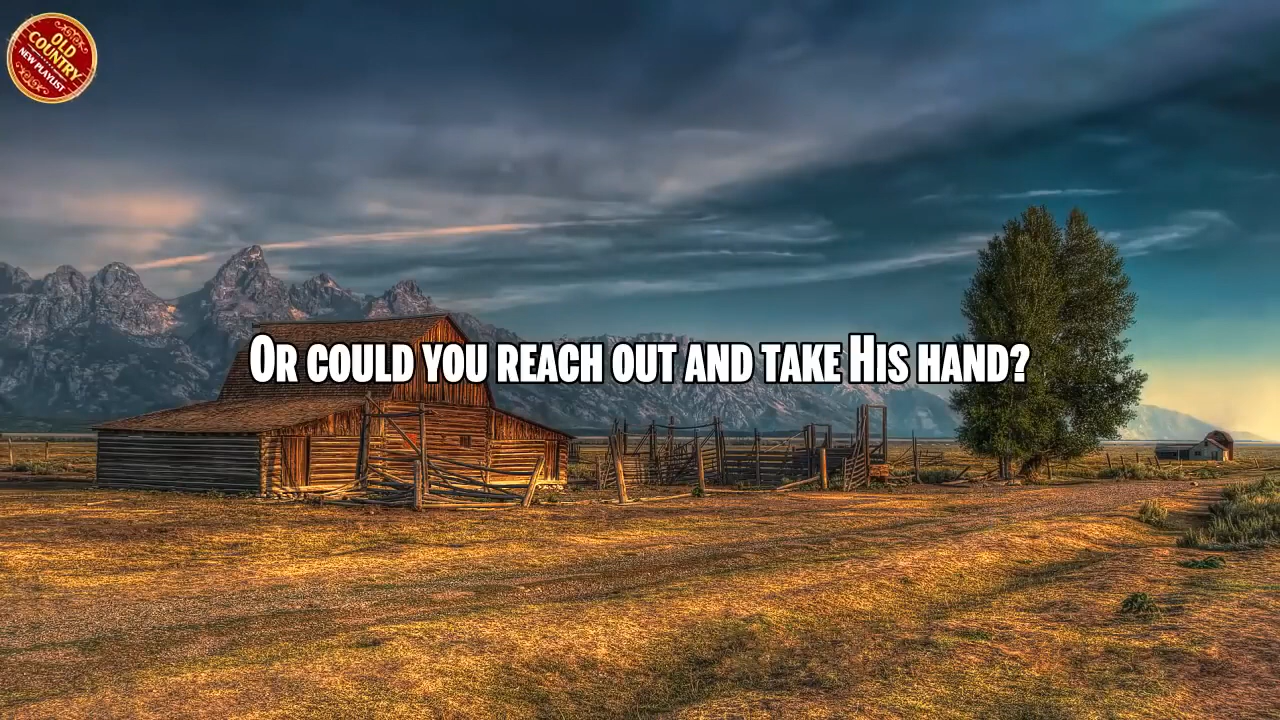 OLD
COUNTRY
NEW PLAYLIST
OR COULD YOU REACH OUT AND TAKE HIS HAND?